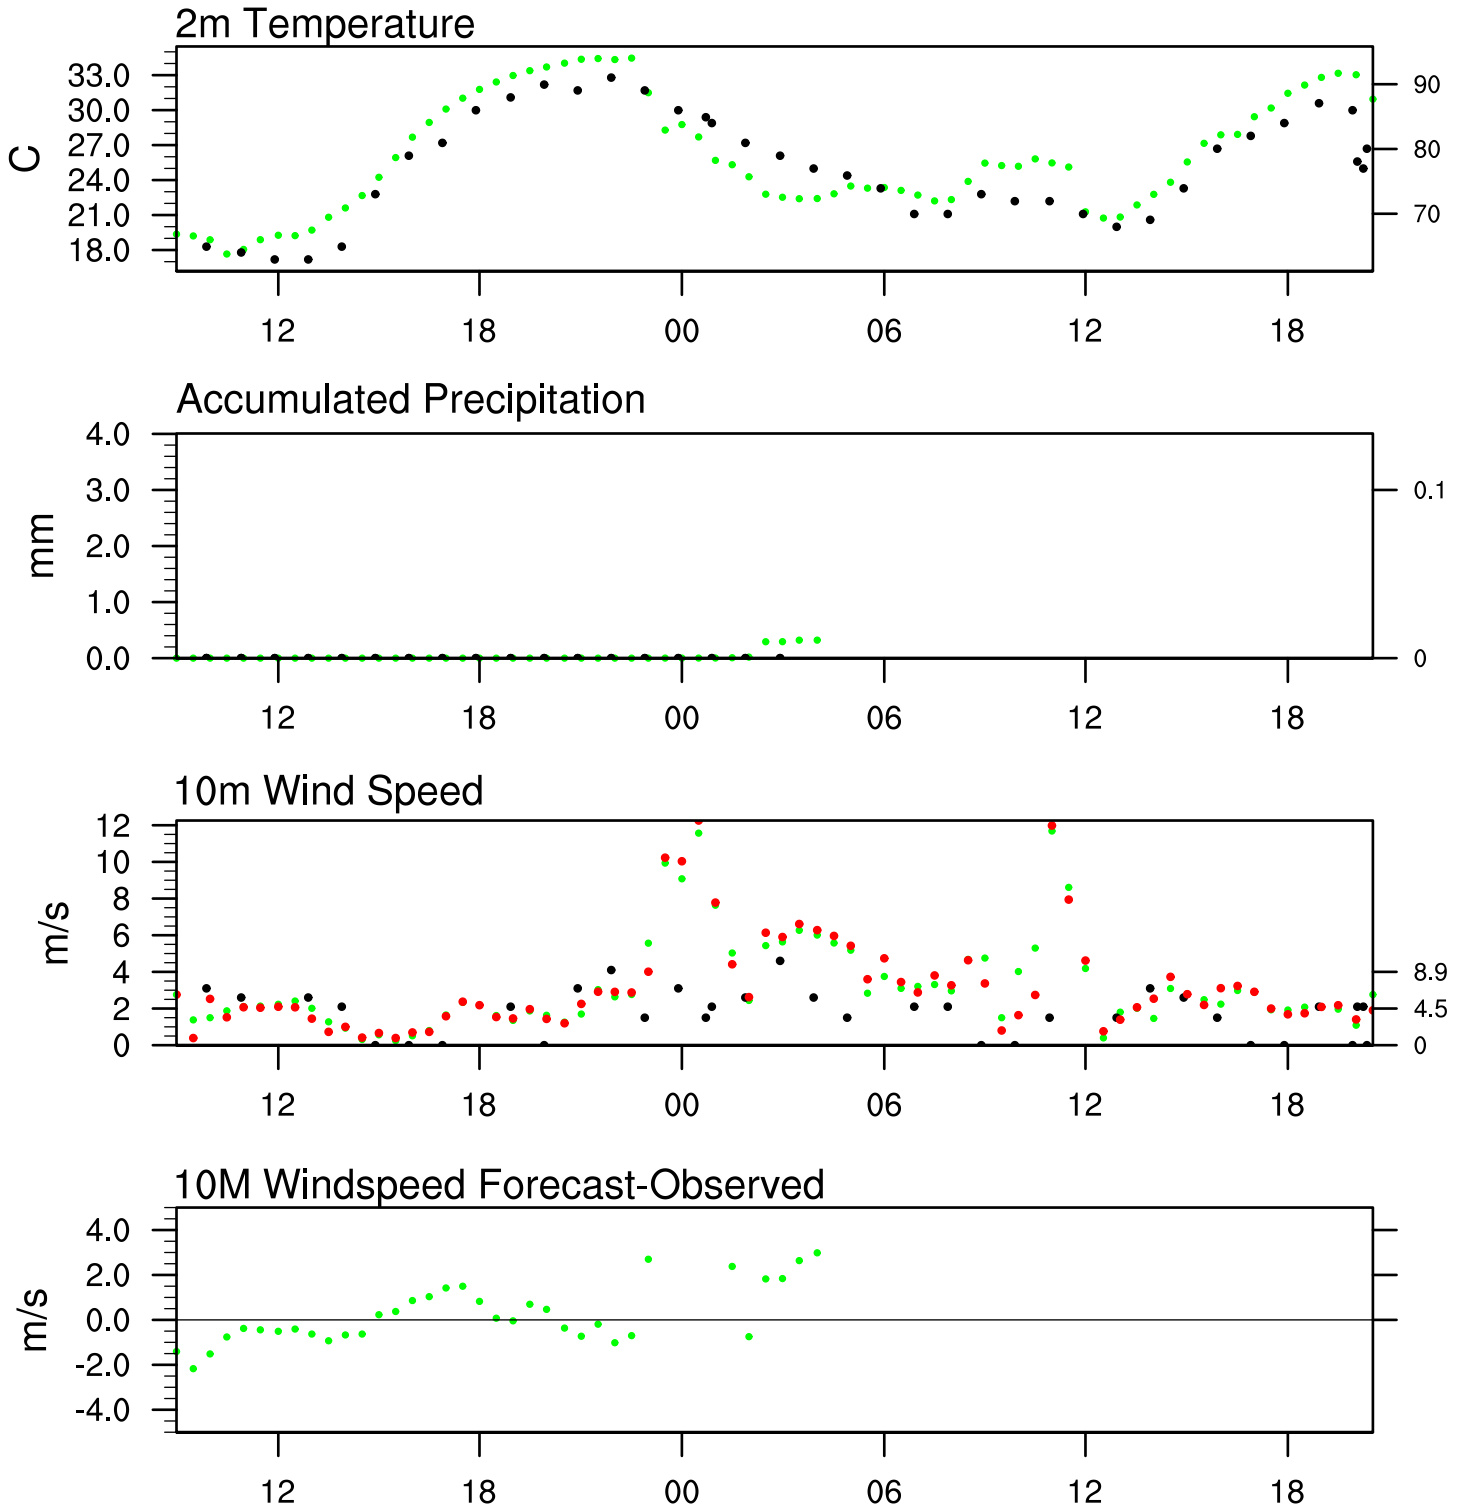 2m Temperature
C
33.0
30.0
27.0
24.0
21.0
18.0
90
80
70
12 18 00 06 12 18
Accumulated Precipitation
mm
4.0
3.0
2.0
1.0
0.0
0.1
0
12 18 00 06 12 18
10m Wind Speed
m/s
12
10
8
6
4
2
0
8.9
4.5
0
12 18 00 06 12 18
10M Windspeed Forecast-Observed
m/s
4.0
2.0
0.0
-2.0
-4.0
12 18 00 06 12 18